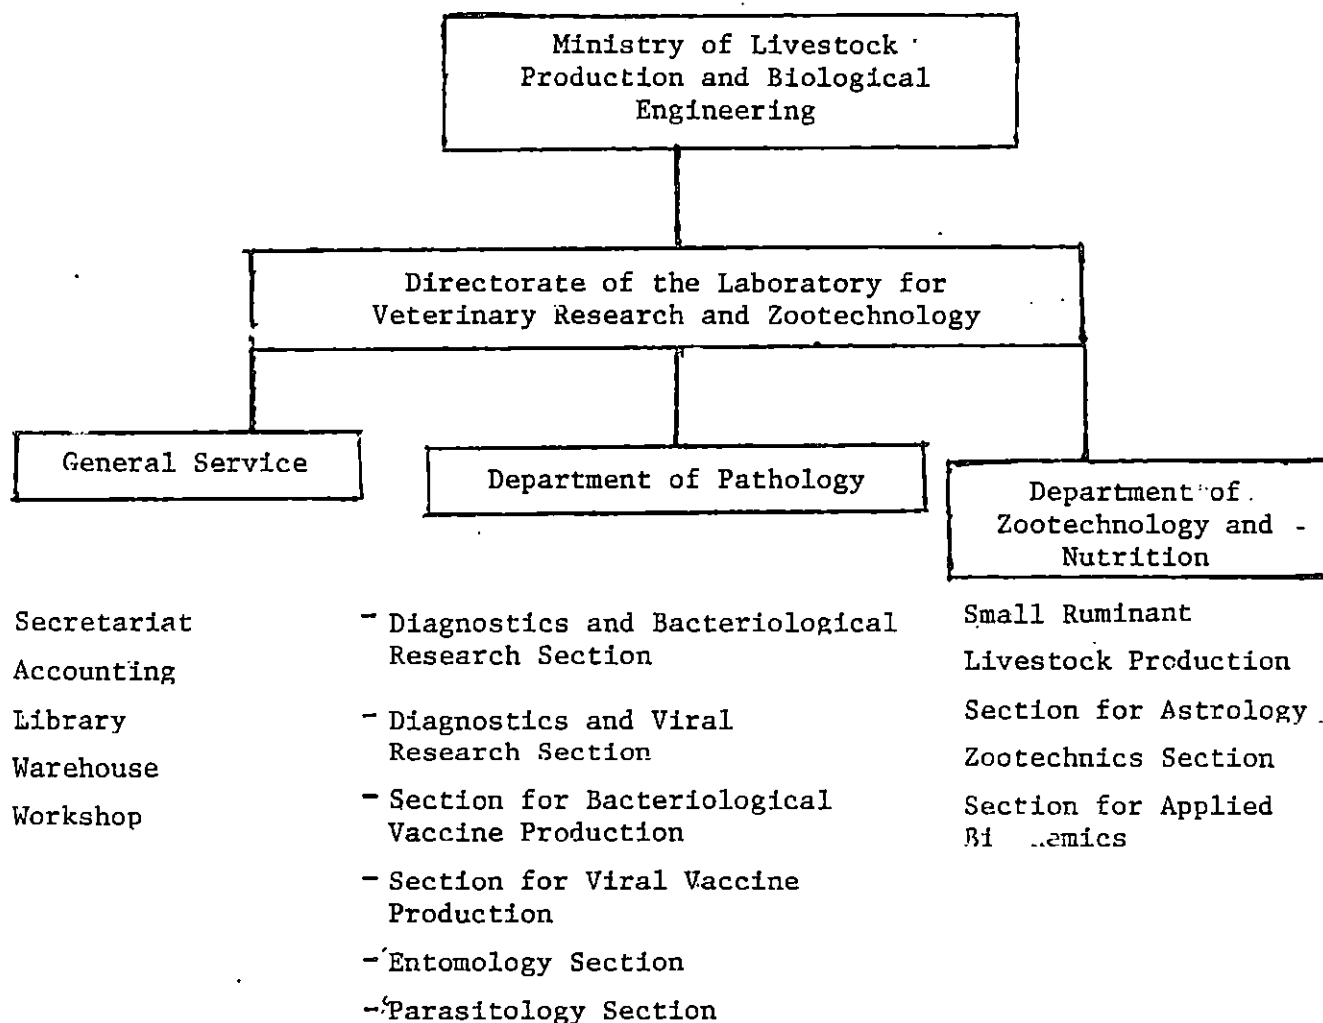 Ministry of Livestock
Production and Biological
Engineering
Directorate of the Laboratory for
Veterinary Research and Zootechnology
General Service
Department of Pathology
Department of
Zootechnology and
Nutrition
Secretariat
Accounting
Library
Warehouse
Workshop
- Diagnostics and Bacteriological
Research Section
- Diagnostics and Viral
Research Section
- Section for Bacteriological
Vaccine Production
- Section for Viral Vaccine
Production
- Entomology Section
- Parasitology Section
Small Ruminant
Livestock Production
Section for Astrology
Zootechnics Section
Section for Applied